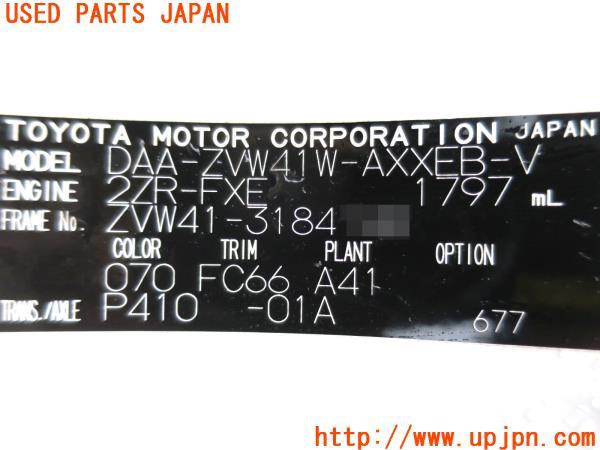 USED PARTS JAPAN
TOYOTA MOTOR CORPORATION JAPAN
MODEL DAA-ZVW41W-AXXEB-V
ENGINE 2ZR-FXE 1797 mL
FRAME No. ZVW41-3184
COLOR TRIM PLANT OPTION
070 FC66 A41
TRANS./AXLE P410 -01A 677
http://www.upjpn.com/